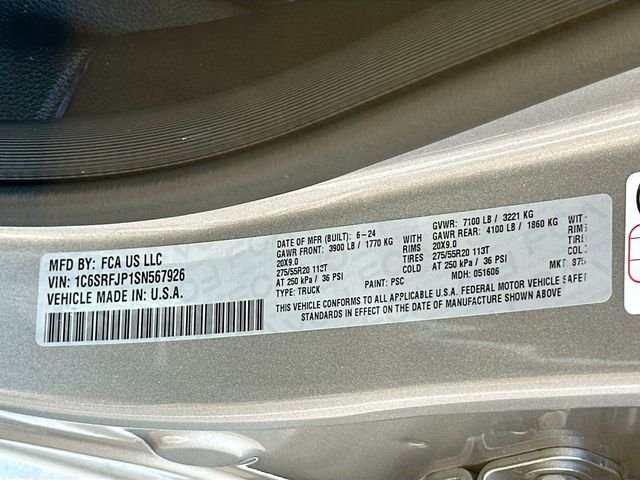 MFD BY: FCA US LLC
VIN: 1C6SRFJP1SN567926
VEHICLE MADE IN U.S.A.
DATE OF MFR (BUILT): 6-24
GAWR FRONT: 3900 LB / 1770 KG WITH
20X9.0 RIMS
275/55R20 113T TIRES
AT 250 kPa / 36 PSI COLD
TYPE: TRUCK PAINT: PSC
GVWR: 7100 LB / 3221 KG
GAWR REAR: 4100 LB / 1860 KG WITH
20X9.0
275/55R20 113T
AT 250 kPa / 36 PSI
MDH: 051606 MKT:
THIS VEHICLE CONFORMS TO ALL APPLICABLE U.S.A. FEDERAL MOTOR VEHICLE SAFET
STANDARDS IN EFFECT ON THE DATE OF MANUFACTURE SHOWN ABOVE